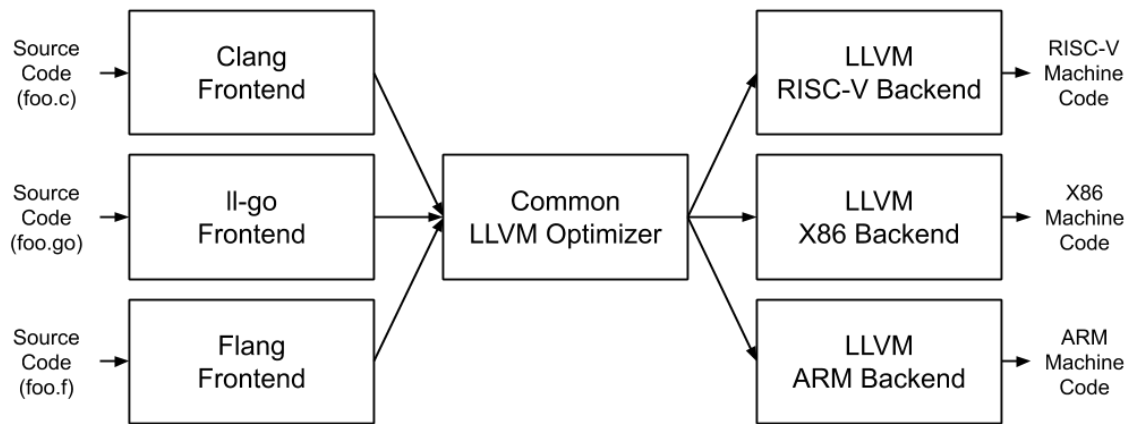 Source
Code
(foo.c)
Clang
Frontend
LLVM
RISC-V Backend
RISC-V
Machine
Code
Source
Code
(foo.go)
ll-go
Frontend
Common
LLVM Optimizer
LLVM
X86 Backend
X86
Machine
Code
Source
Code
(foo.f)
Flang
Frontend
LLVM
ARM Backend
ARM
Machine
Code